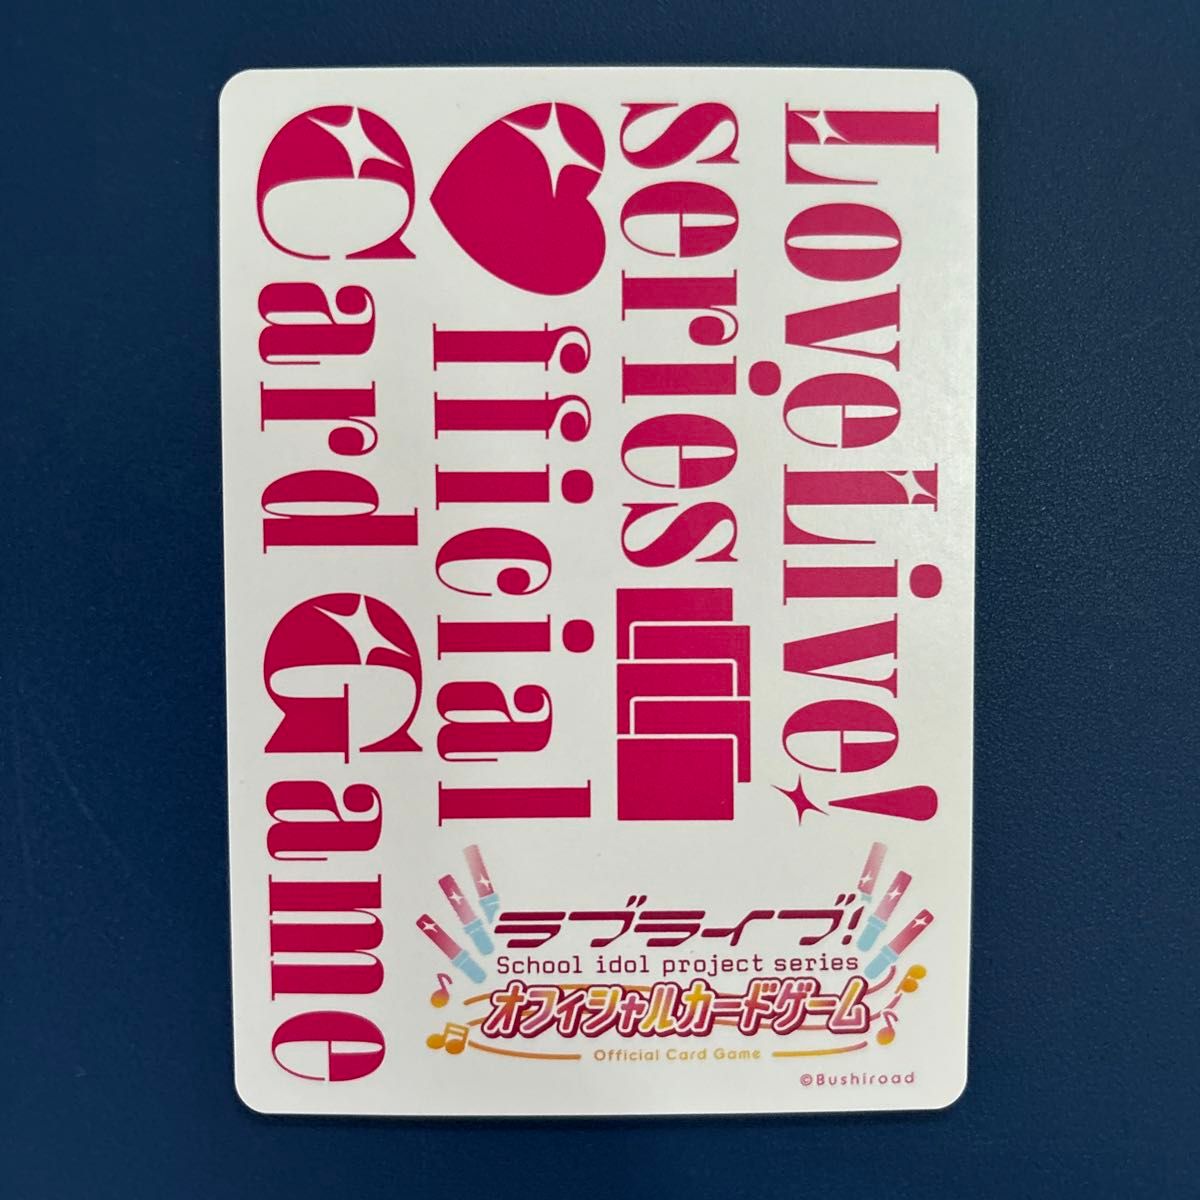 LoveLive!
series
Official
Card Game
ラブライブ!
School idol project series
オフィシャルカードゲーム
Official Card Game
©Bushiroad